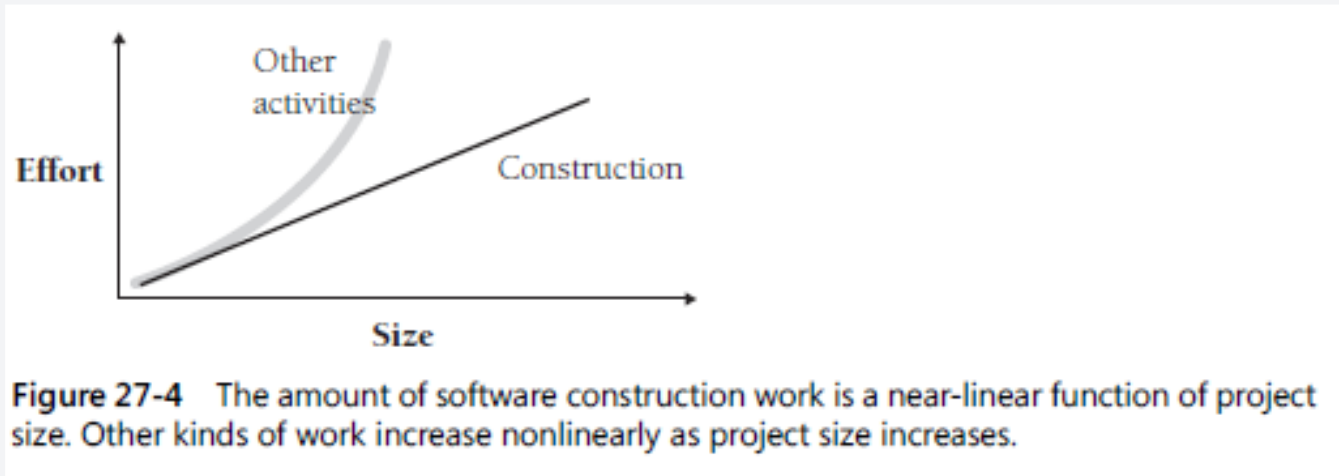 Other
activities
Effort
Construction
Size
Figure 27-4 The amount of software construction work is a near-linear function of project
size. Other kinds of work increase nonlinearly as project size increases.